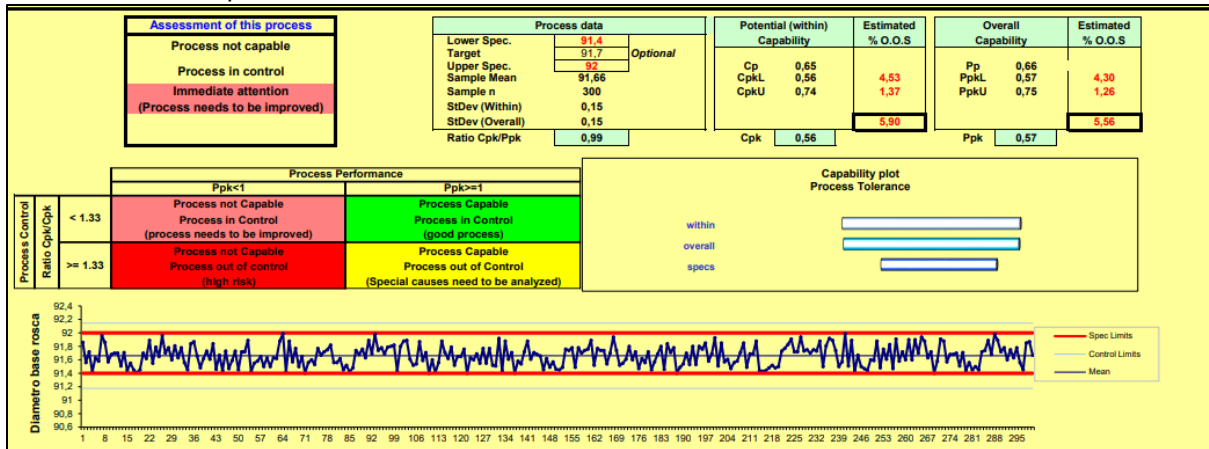 Assessment of this process
Process not capable
Process in control
Immediate attention
(Process needs to be improved)
Process data
Lower Spec. 91,4
Target 91,7 Optional
Upper Spec. 92
Sample Mean 91,66
Sample n 300
StDev (Within) 0,15
StDev (Overall) 0,15
Ratio Cpk/Ppk 0,99
Potential (within) Estimated
Capability % O.O.S
Cp 0,65
CpkL 0,56 4,53
CpkU 0,74 1,37
5,90
Cpk 0,56
Overall Estimated
Capability % O.O.S
Pp 0,66
PpkL 0,57 4,30
PpkU 0,75 1,26
5,56
Ppk 0,57
Process Performance
Ppk<1 Ppk>=1
Process Control
Ratio Cpk/Ppk
< 1.33
Process not Capable
Process in Control
(process needs to be improved)
Process Capable
Process in Control
(good process)
>= 1.33
Process not Capable
Process out of control
(high risk)
Process Capable
Process out of Control
(Special causes need to be analyzed)
Capability plot
Process Tolerance
within
overall
specs
Diametro base rosca
92,4
92,2
92
91,8
91,6
91,4
91,2
91
90,8
90,6
1 8 15 22 29 36 43 50 57 64 71 78 85 92 99 106 113 120 127 134 141 148 155 162 169 176 183 190 197 204 211 218 225 232 239 246 253 260 267 274 281 288 295
Spec Limits
Control Limits
Mean